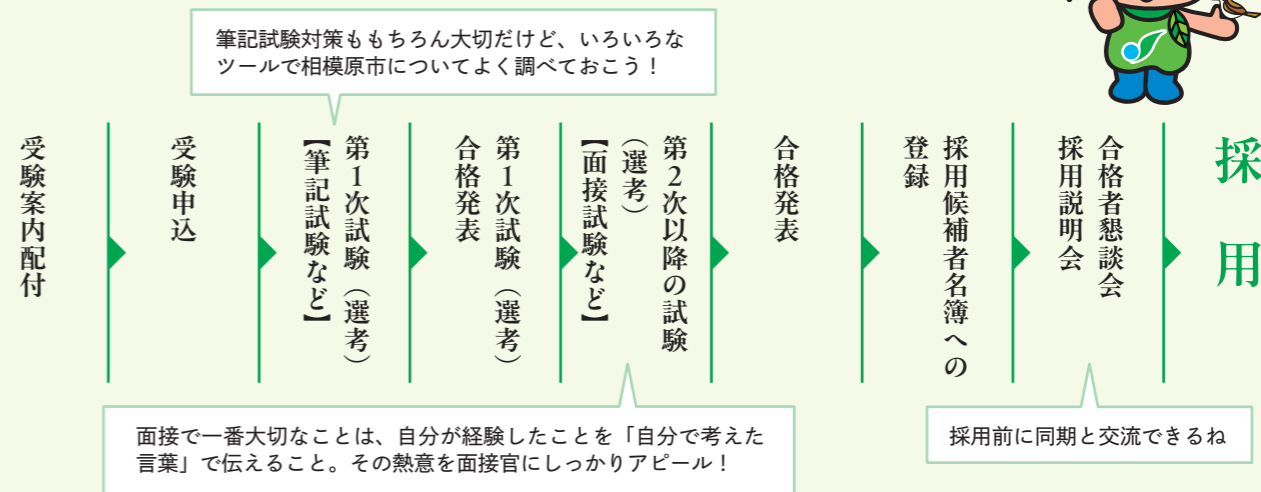 筆記試験対策ももちろん大切だけど、いろいろな
ツールで相模原市についてよく調べておこう！
受験案内配付
受験申込
第１次試験（選考）
【筆記試験など】
第１次試験（選考）
合格発表
第２次以降の試験
（選考）
【面接試験など】
合格発表
採用候補者名簿への
登録
合格者懇談会
採用説明会
採用
面接で一番大切なことは、自分が経験したことを「自分で考えた
言葉」で伝えること。その熱意を面接官にしっかりアピール！
採用前に同期と交流できるね